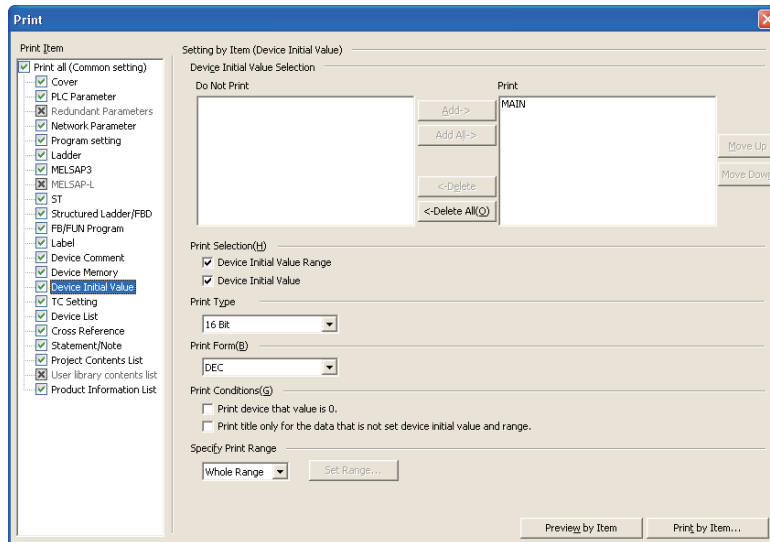 Print
Print Item
Print all (Common setting)
Cover
PLC Parameter
Redundant Parameters
Network Parameter
Program setting
Ladder
MELSAP3
MELSAP-L
ST
Structured Ladder/FBD
FB/FUN Program
Label
Device Comment
Device Memory
Device Initial Value
TC Setting
Device List
Cross Reference
Statement/Note
Project Contents List
User library contents list
Product Information List
Setting by Item (Device Initial Value)
Device Initial Value Selection
Do Not Print
Print
MAIN
Add->
Add All->
<-Delete
<-Delete All(O)
Move Up
Move Down
Print Selection(H)
Device Initial Value Range
Device Initial Value
Print Type
16 Bit
Print Form(B)
DEC
Print Conditions(G)
Print device that value is 0.
Print title only for the data that is not set device initial value and range.
Specify Print Range
Whole Range
Set Range...
Preview by Item
Print by Item...